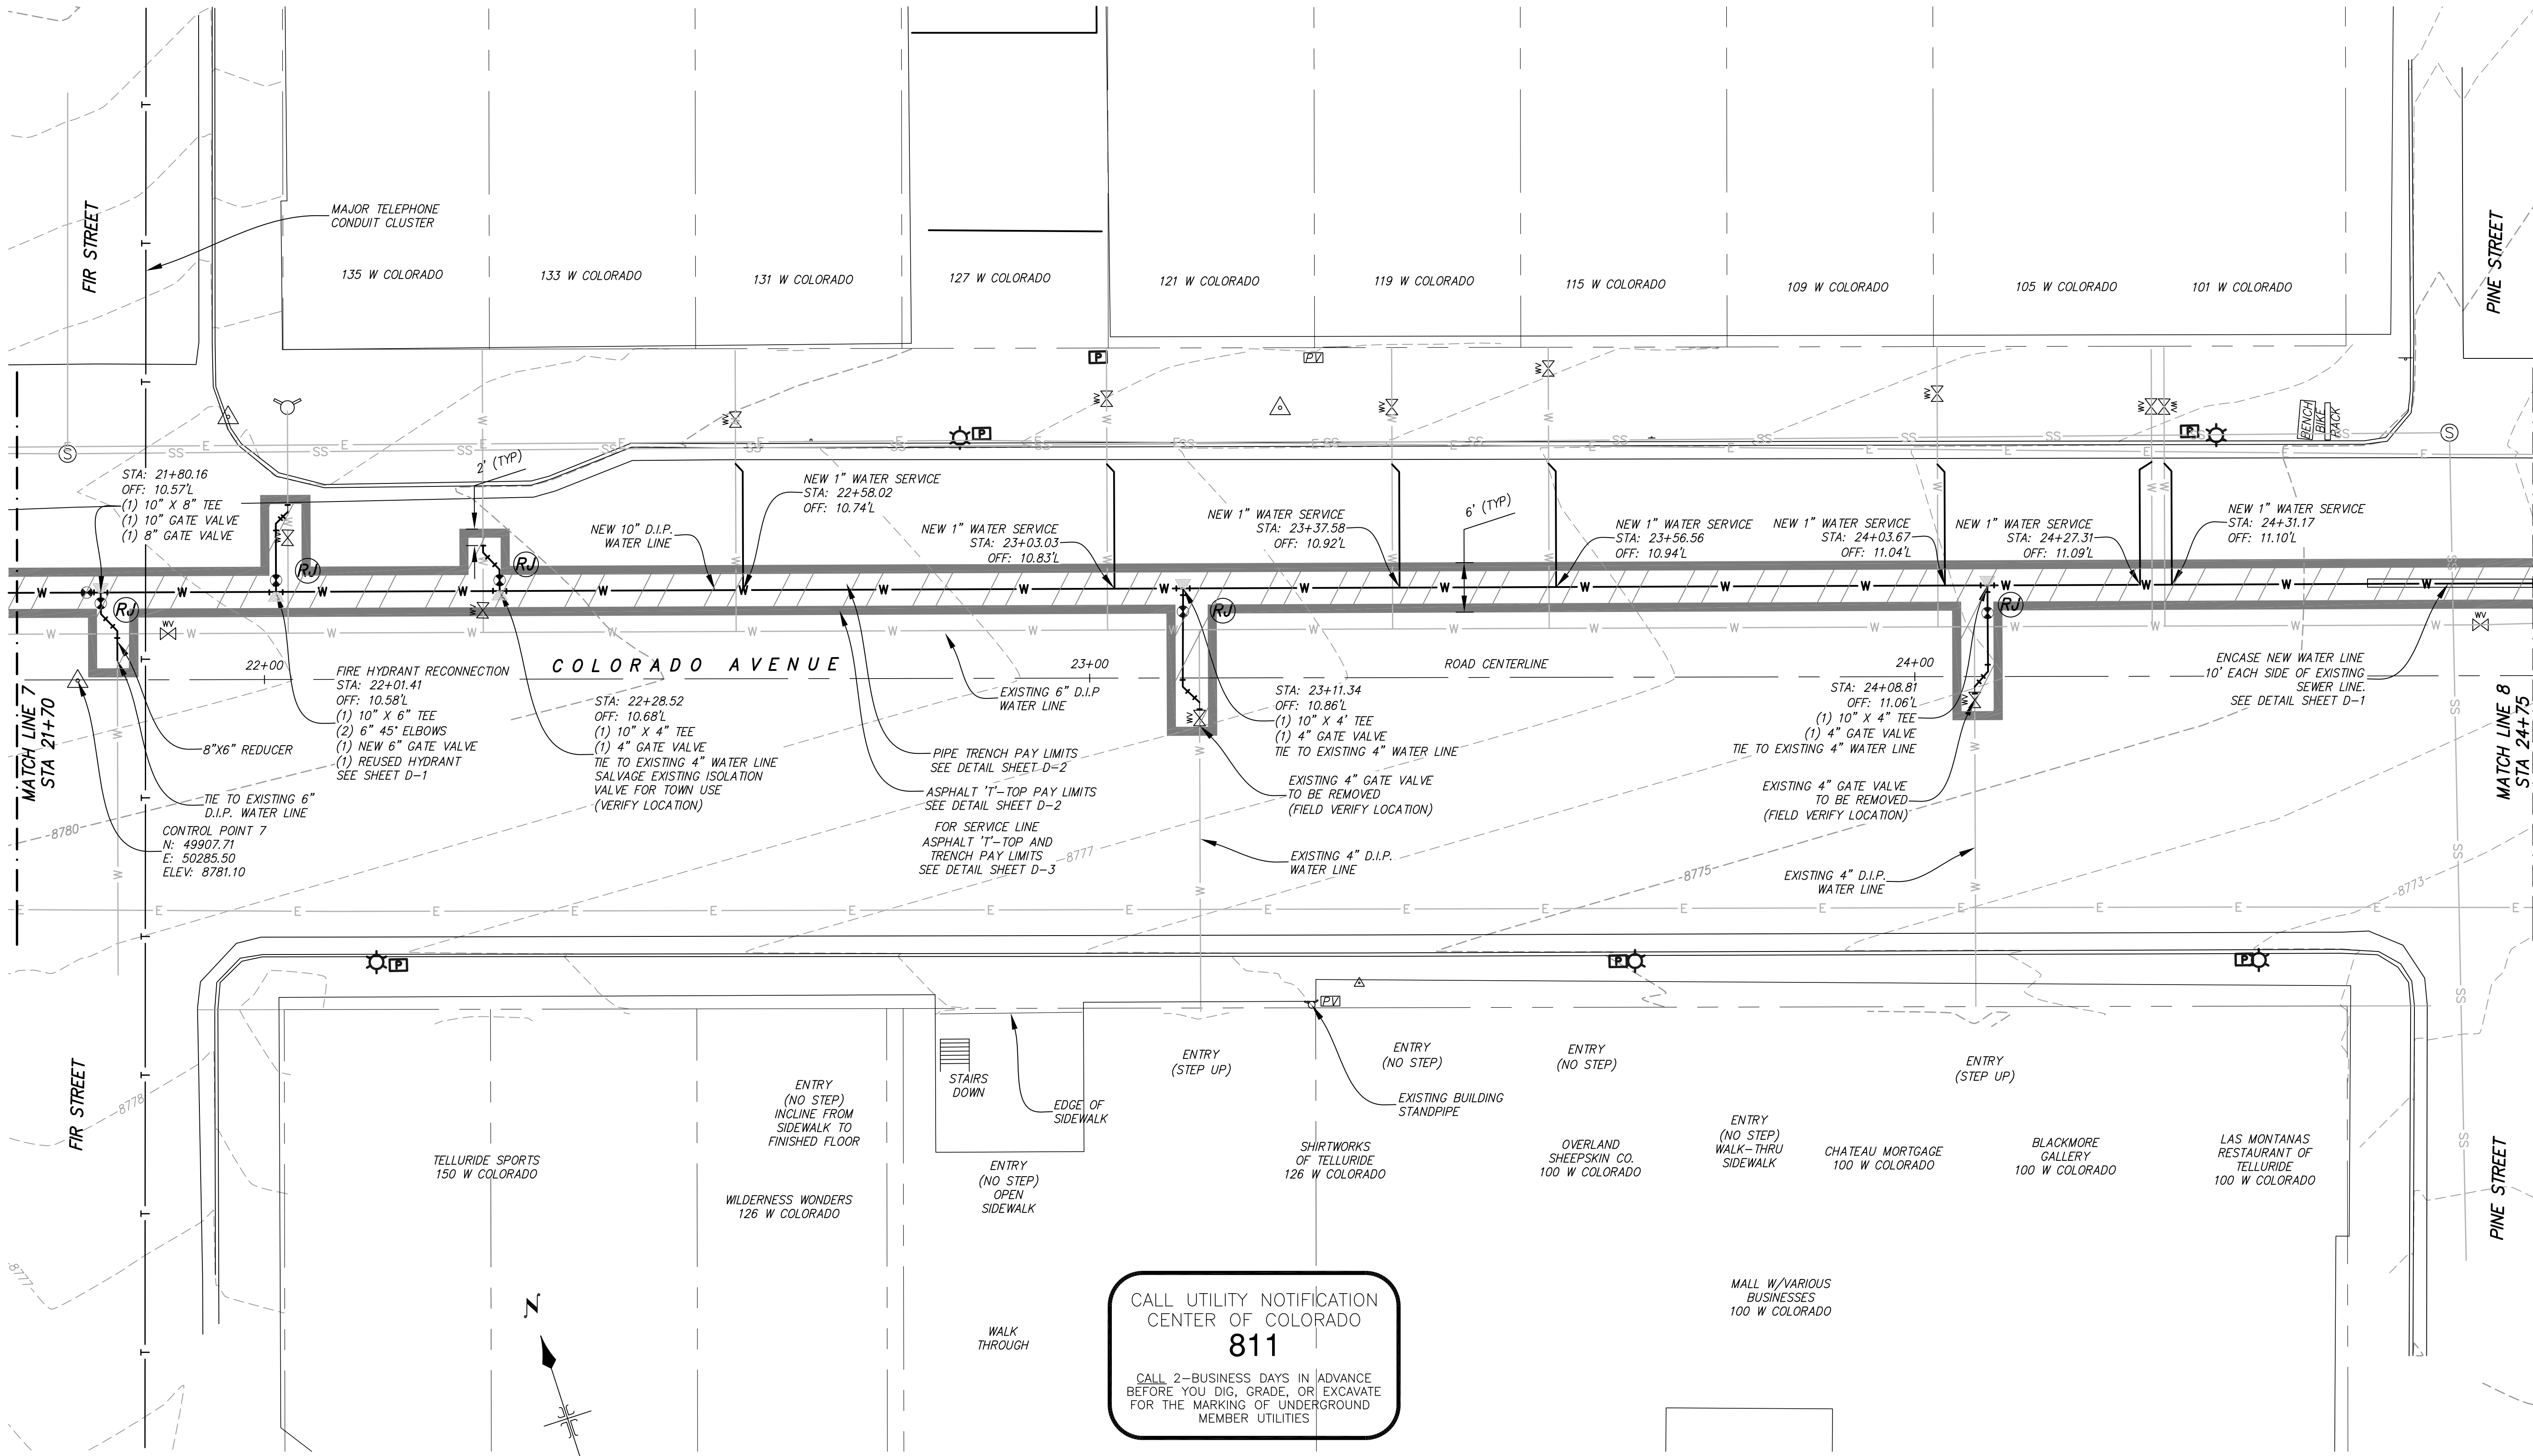 FIR STREET
MAJOR TELEPHONE
CONDUIT CLUSTER
135 W COLORADO
133 W COLORADO
131 W COLORADO
127 W COLORADO
121 W COLORADO
119 W COLORADO
115 W COLORADO
109 W COLORADO
105 W COLORADO
101 W COLORADO
PINE STREET
BENCH
BIKE
RACK
STA: 21+80.16
OFF: 10.57'L
(1) 10" X 8" TEE
(1) 10" GATE VALVE
(1) 8" GATE VALVE
2' (TYP)
NEW 10" D.I.P.
WATER LINE
NEW 1" WATER SERVICE
STA: 22+58.02
OFF: 10.74'L
NEW 1" WATER SERVICE
STA: 23+03.03
OFF: 10.83'L
NEW 1" WATER SERVICE
STA: 23+37.58
OFF: 10.92'L
6' (TYP)
NEW 1" WATER SERVICE
STA: 23+56.56
OFF: 10.94'L
NEW 1" WATER SERVICE
STA: 24+03.67
OFF: 11.04'L
NEW 1" WATER SERVICE
STA: 24+27.31
OFF: 11.09'L
NEW 1" WATER SERVICE
STA: 24+31.17
OFF: 11.10'L
RJ
RJ
RJ
RJ
RJ
22+00
COLORADO AVENUE
23+00
ROAD CENTERLINE
24+00
MATCH LINE 7
STA 21+70
8"X6" REDUCER
TIE TO EXISTING 6"
D.I.P. WATER LINE
CONTROL POINT 7
N: 49907.71
E: 50285.50
ELEV: 8781.10
FIRE HYDRANT RECONNECTION
STA: 22+01.41
OFF: 10.58'L
(1) 10" X 6" TEE
(2) 6" 45° ELBOWS
(1) NEW 6" GATE VALVE
(1) REUSED HYDRANT
SEE SHEET D-1
STA: 22+28.52
OFF: 10.68'L
(1) 10" X 4" TEE
(1) 4" GATE VALVE
TIE TO EXISTING 4" WATER LINE
SALVAGE EXISTING ISOLATION
VALVE FOR TOWN USE
(VERIFY LOCATION)
EXISTING 6" D.I.P
WATER LINE
PIPE TRENCH PAY LIMITS
SEE DETAIL SHEET D-2
ASPHALT 'T'-TOP PAY LIMITS
SEE DETAIL SHEET D-2
FOR SERVICE LINE
ASPHALT 'T'-TOP AND
TRENCH PAY LIMITS
SEE DETAIL SHEET D-3
STA: 23+11.34
OFF: 10.86'L
(1) 10" X 4' TEE
(1) 4" GATE VALVE
TIE TO EXISTING 4" WATER LINE
EXISTING 4" GATE VALVE
TO BE REMOVED
(FIELD VERIFY LOCATION)
EXISTING 4" D.I.P.
WATER LINE
STA: 24+08.81
OFF: 11.06'L
(1) 10" X 4" TEE
(1) 4" GATE VALVE
TIE TO EXISTING 4" WATER LINE
EXISTING 4" GATE VALVE
TO BE REMOVED
(FIELD VERIFY LOCATION)
EXISTING 4" D.I.P.
WATER LINE
ENCASE NEW WATER LINE
10' EACH SIDE OF EXISTING
SEWER LINE.
SEE DETAIL SHEET D-1
MATCH LINE 8
STA 24+75
8780
8777
8775
8773
8778
8777
FIR STREET
TELLURIDE SPORTS
150 W COLORADO
ENTRY
(NO STEP)
INCLINE FROM
SIDEWALK TO
FINISHED FLOOR
WILDERNESS WONDERS
126 W COLORADO
STAIRS
DOWN
EDGE OF
SIDEWALK
ENTRY
(NO STEP)
OPEN
SIDEWALK
WALK
THROUGH
ENTRY
(STEP UP)
PV
PV
EXISTING BUILDING
STANDPIPE
SHIRTWORKS
OF TELLURIDE
126 W COLORADO
ENTRY
(NO STEP)
ENTRY
(NO STEP)
OVERLAND
SHEEPSKIN CO.
100 W COLORADO
ENTRY
(NO STEP)
WALK-THRU
SIDEWALK
CHATEAU MORTGAGE
100 W COLORADO
ENTRY
(STEP UP)
BLACKMORE
GALLERY
100 W COLORADO
LAS MONTANAS
RESTAURANT OF
TELLURIDE
100 W COLORADO
MALL W/VARIOUS
BUSINESSES
100 W COLORADO
PINE STREET
N
CALL UTILITY NOTIFICATION
CENTER OF COLORADO
811
CALL 2-BUSINESS DAYS IN ADVANCE
BEFORE YOU DIG, GRADE, OR EXCAVATE
FOR THE MARKING OF UNDERGROUND
MEMBER UTILITIES